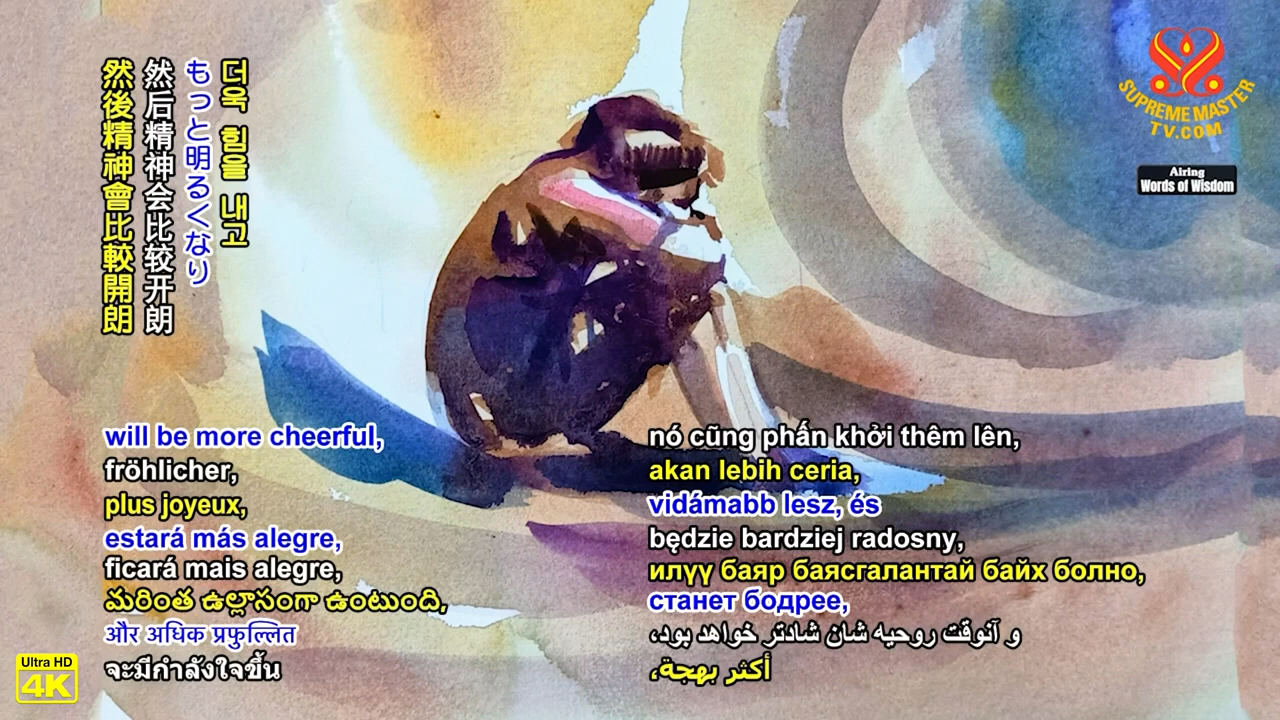 더욱 힘을 내고
もっと明るくなり
然后精神会比较开朗
然後精神會比較開朗
SUPREME MASTER
TV.COM
Airing
Words of Wisdom
will be more cheerful,
fröhlicher,
plus joyeux,
estará más alegre,
ficará mais alegre,
మరింత ఉల్లాసంగా ఉంటుంది,
और अधिक प्रफुल्लित
จะมีกำลังใจขึ้น
nó cũng phấn khởi thêm lên,
akan lebih ceria,
vidámabb lesz, és
będzie bardziej radosny,
илүү баяр баясгалантай байх болно,
станет бодрее,
و آنوقت روحیه شان شادتر خواهد بود،
أكثر بهجة،
Ultra HD
4K